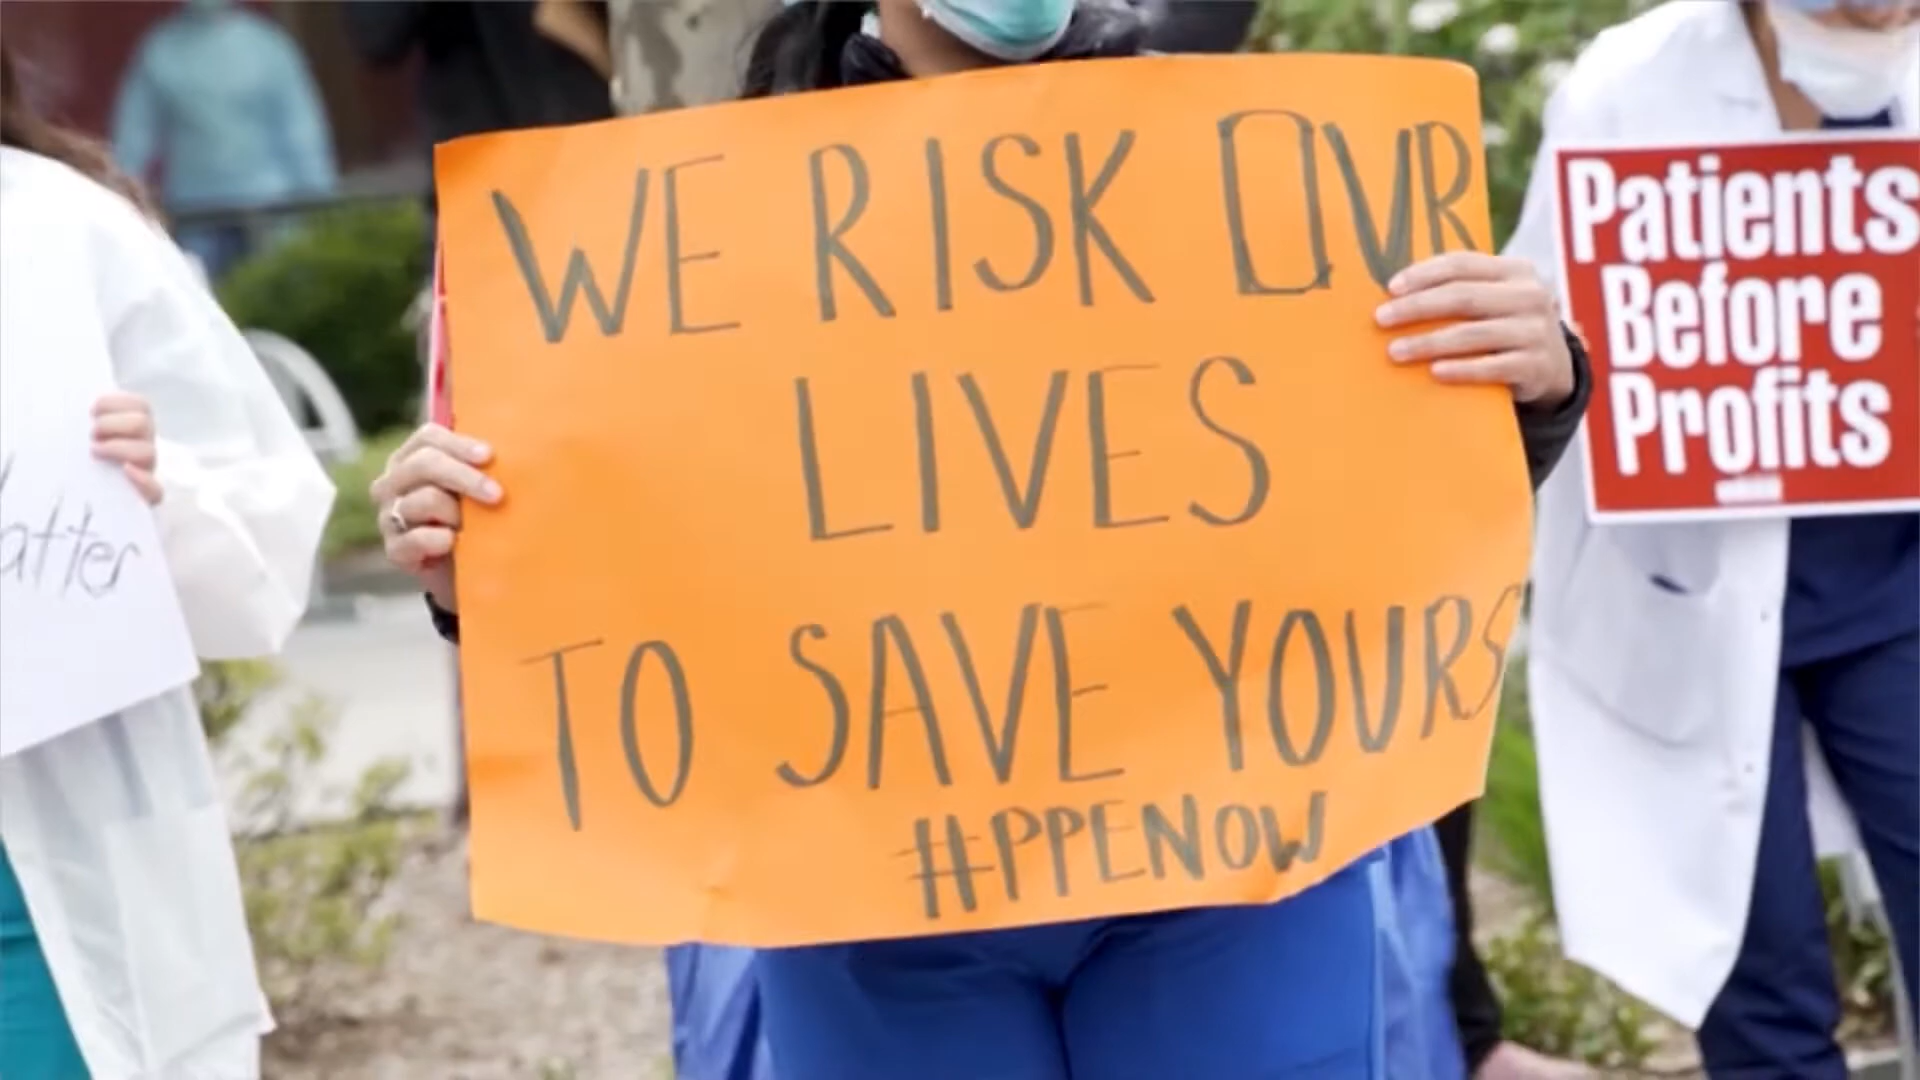 WE RISK OUR
LIVES
TO SAVE YOURS
#PPENOW
Patients
Before
Profits
atter